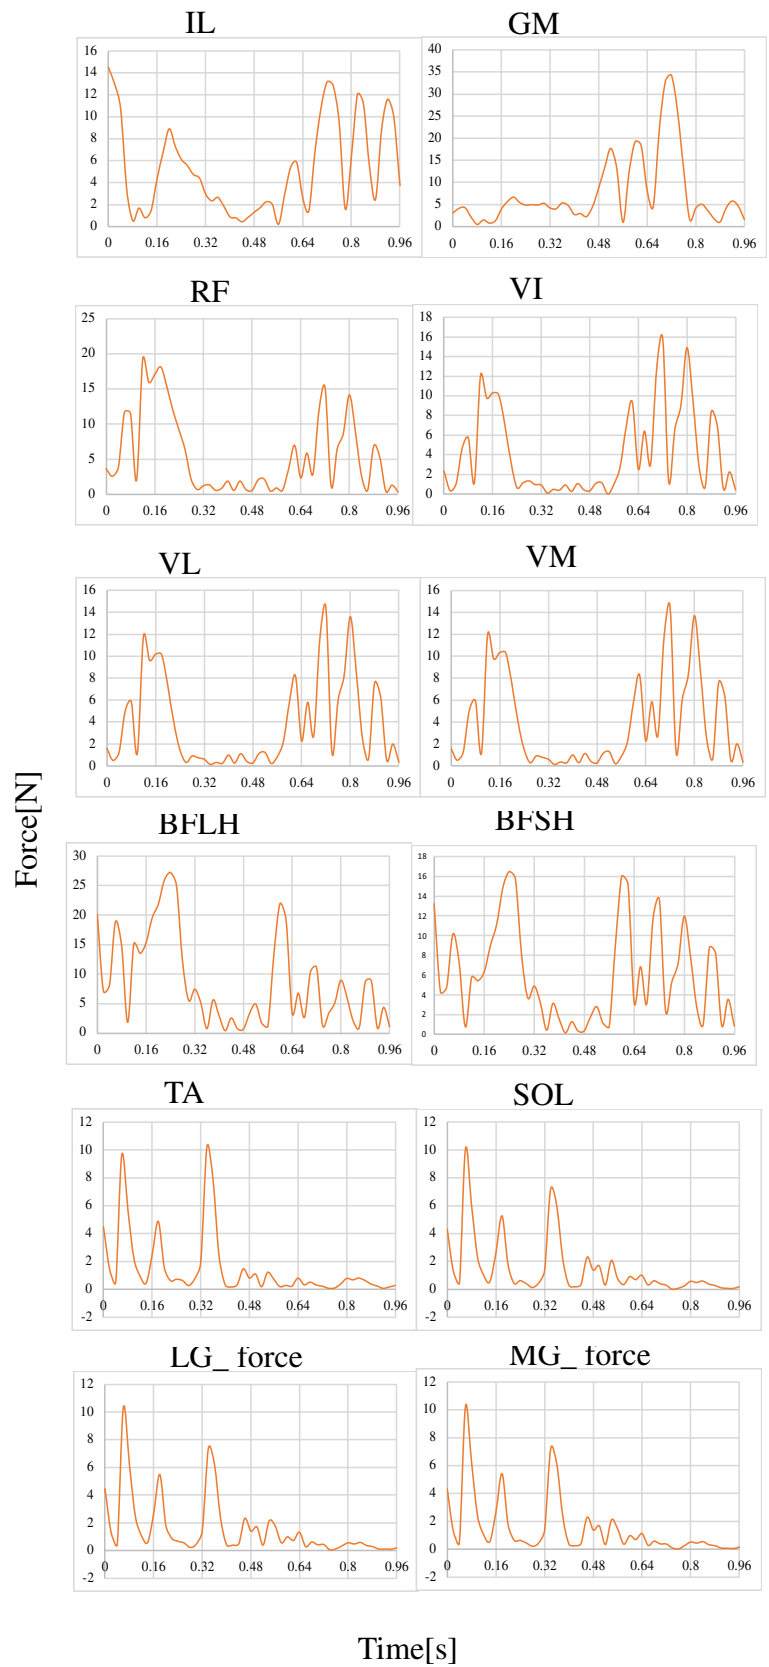 IL GM
16 14 12 10 8 6 4 2 0
0 0.16 0.32 0.48 0.64 0.8 0.96
40 35 30 25 20 15 10 5 0
0 0.16 0.32 0.48 0.64 0.8 0.96
RF VI
25 20 15 10 5 0
0 0.16 0.32 0.48 0.64 0.8 0.96
18 16 14 12 10 8 6 4 2 0
0 0.16 0.32 0.48 0.64 0.8 0.96
VL VM
16 14 12 10 8 6 4 2 0
0 0.16 0.32 0.48 0.64 0.8 0.96
16 14 12 10 8 6 4 2 0
0 0.16 0.32 0.48 0.64 0.8 0.96
Force[N]
BFLH BFSH
30 25 20 15 10 5 0
0 0.16 0.32 0.48 0.64 0.8 0.96
18 16 14 12 10 8 6 4 2 0
0 0.16 0.32 0.48 0.64 0.8 0.96
TA SOL
12 10 8 6 4 2 0 -2
0 0.16 0.32 0.48 0.64 0.8 0.96
12 10 8 6 4 2 0 -2
0 0.16 0.32 0.48 0.64 0.8 0.96
LG_ force MG_ force
12 10 8 6 4 2 0 -2
0 0.16 0.32 0.48 0.64 0.8 0.96
12 10 8 6 4 2 0 -2
0 0.16 0.32 0.48 0.64 0.8 0.96
Time[s]